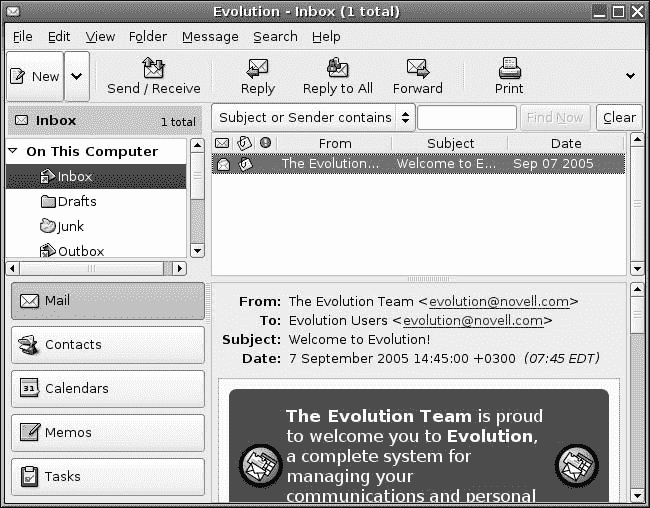 Evolution - Inbox (1 total)
File Edit View Folder Message Search Help
New Send / Receive Reply Reply to All Forward Print
Inbox 1 total
Subject or Sender contains Find Now Clear
On This Computer
Inbox
Drafts
Junk
Outbox
From Subject Date
The Evolution... Welcome to E... Sep 07 2005
Mail
Contacts
31 Calendars
Memos
Tasks
From: The Evolution Team <evolution@novell.com>
To: Evolution Users <evolution@novell.com>
Subject: Welcome to Evolution!
Date: 7 September 2005 14:45:00 +0300 (07:45 EDT)
The Evolution Team is proud
to welcome you to Evolution,
a complete system for
managing your
communications and personal